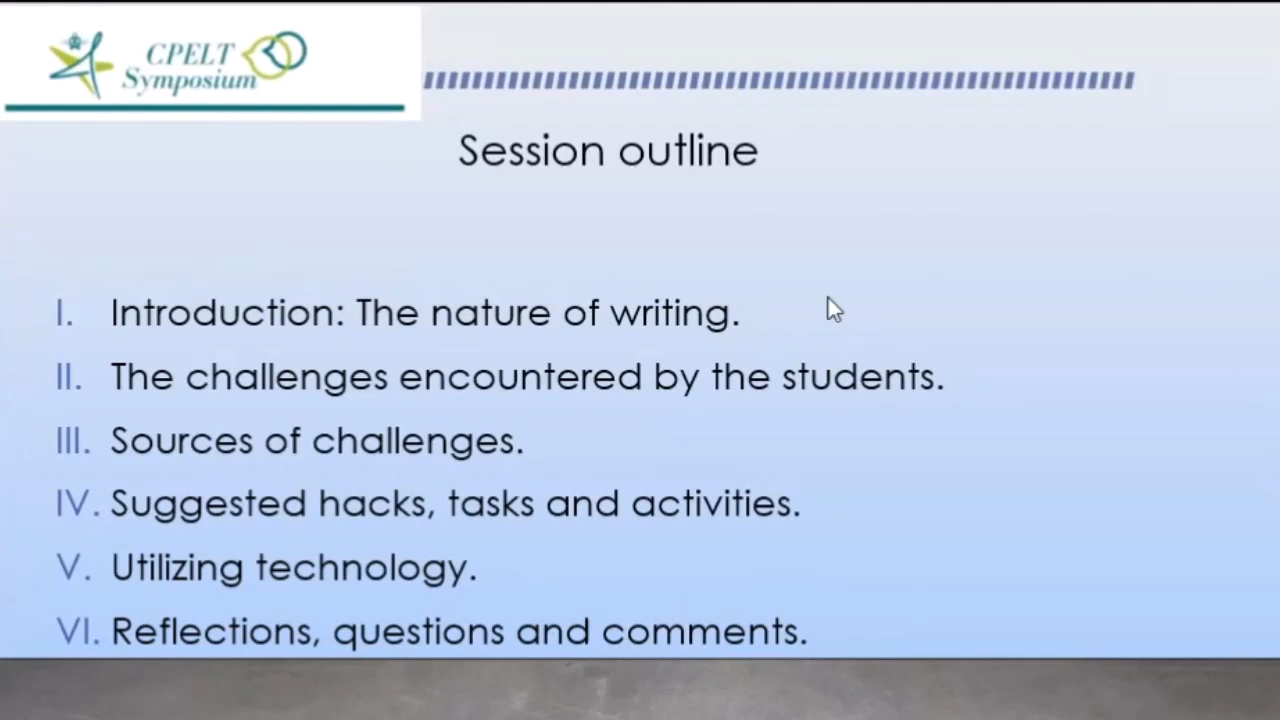 CPELT
Symposium
Session outline
I. Introduction: The nature of writing.
II. The challenges encountered by the students.
III. Sources of challenges.
IV. Suggested hacks, tasks and activities.
V. Utilizing technology.
VI. Reflections, questions and comments.